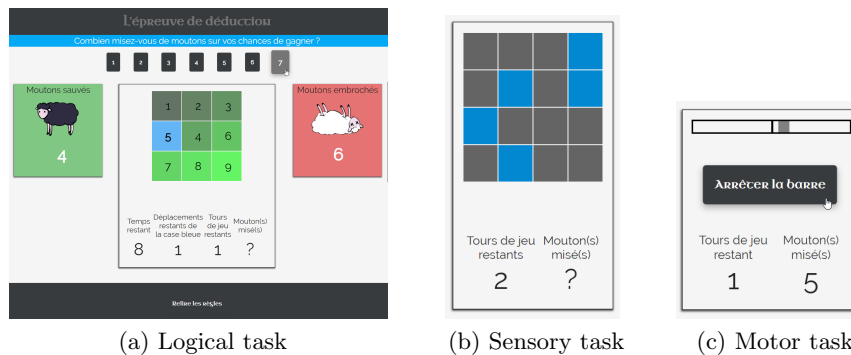 L'épreuve de déduction
Combien misez-vous de moutons sur vos chances de gagner ?
1 2 3 4 5 6 7
Moutons sauvés
4
1 2 3
5 4 6
7 8 9
Moutons embrochés
6
Temps restant
Déplacements restants de la case bleue
Tours de jeu restants
Mouton(s) misé(s)
8 1 1 ?
Relire les règles
(a) Logical task
Tours de jeu restants
Mouton(s) misé(s)
2 ?
(b) Sensory task
Arrêter la barre
Tours de jeu restant
Mouton(s) misé(s)
1 5
(c) Motor task